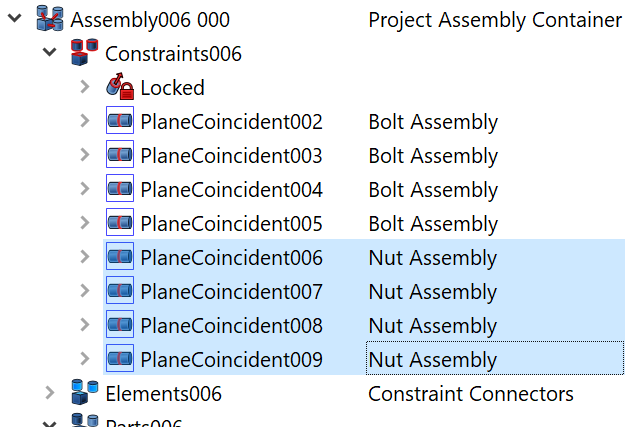 Assembly006 000 Project Assembly Container
Constraints006
Locked
PlaneCoincident002 Bolt Assembly
PlaneCoincident003 Bolt Assembly
PlaneCoincident004 Bolt Assembly
PlaneCoincident005 Bolt Assembly
PlaneCoincident006 Nut Assembly
PlaneCoincident007 Nut Assembly
PlaneCoincident008 Nut Assembly
PlaneCoincident009 Nut Assembly
Elements006 Constraint Connectors
Parts006